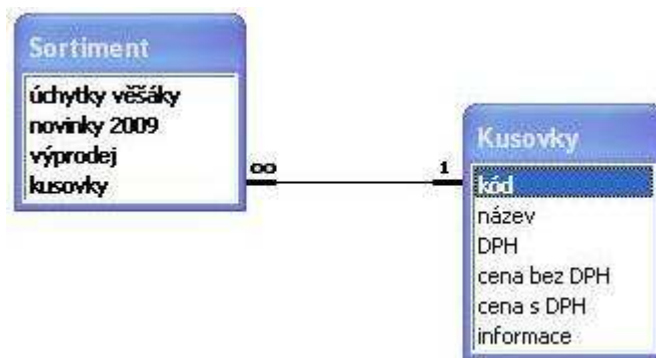 Sortiment
úchytky věšáky
novinky 2009
výprodej
kusovky
∞
1
Kusovky
kód
název
DPH
cena bez DPH
cena s DPH
informace